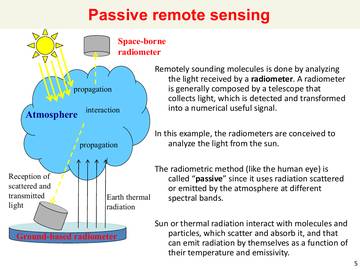 Passive remote sensing
Space-borne
radiometer
propagation
Atmosphere
interaction
propagation
Reception of
scattered and
transmitted
light
Earth thermal
radiation
Ground-based radiometer
Remotely sounding molecules is done by analyzing
the light received by a radiometer. A radiometer
is generally composed by a telescope that
collects light, which is detected and transformed
into a numerical useful signal.
In this example, the radiometers are conceived to
analyze the light from the sun.
The radiometric method (like the human eye) is
called “passive” since it uses radiation scattered
or emitted by the atmosphere at different
spectral bands.
Sun or thermal radiation interact with molecules and
particles, which scatter and absorb it, and that
can emit radiation by themselves as a function of
their temperature and emissivity.
5